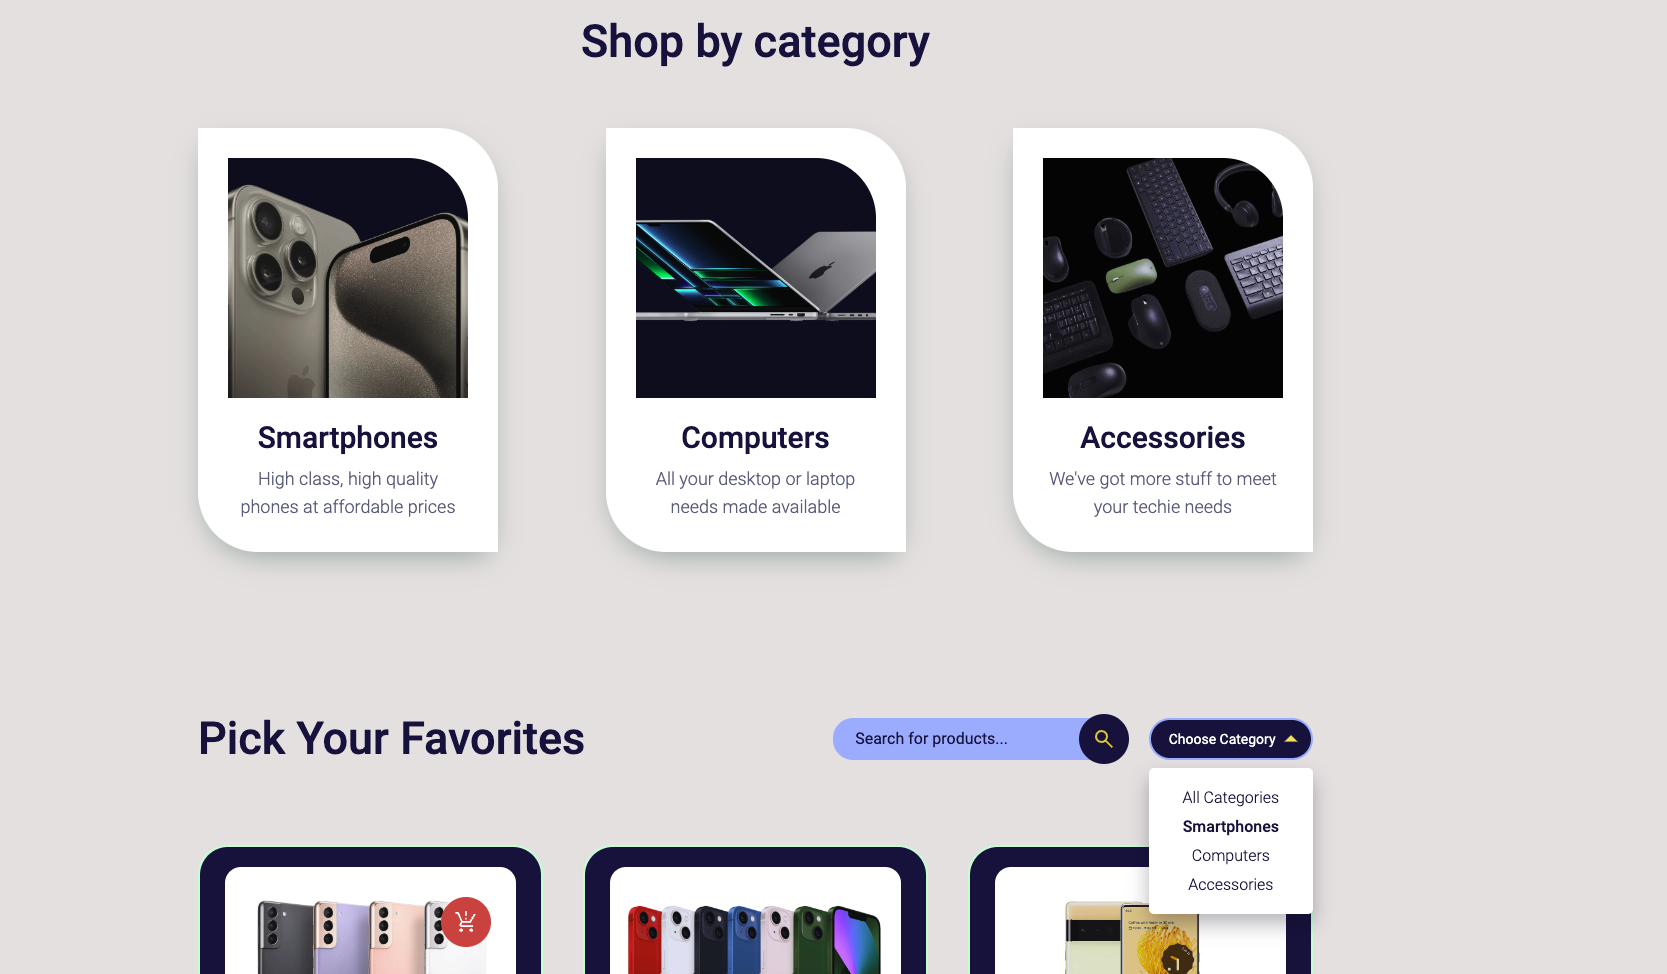 Shop by category
Smartphones
High class, high quality
phones at affordable prices
Computers
All your desktop or laptop
needs made available
Accessories
We've got more stuff to meet
your techie needs
Pick Your Favorites
Search for products...
Choose Category
All Categories
Smartphones
Computers
Accessories